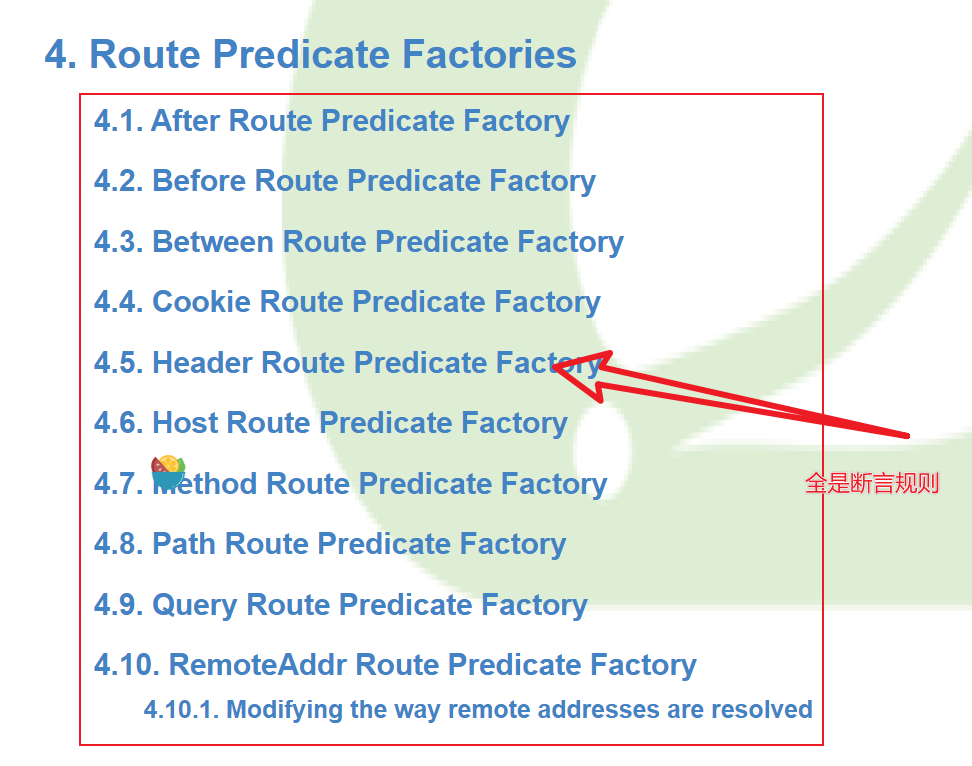 4. Route Predicate Factories
4.1. After Route Predicate Factory
4.2. Before Route Predicate Factory
4.3. Between Route Predicate Factory
4.4. Cookie Route Predicate Factory
4.5. Header Route Predicate Factory
4.6. Host Route Predicate Factory
4.7. Method Route Predicate Factory
全是断言规则
4.8. Path Route Predicate Factory
4.9. Query Route Predicate Factory
4.10. RemoteAddr Route Predicate Factory
4.10.1. Modifying the way remote addresses are resolved